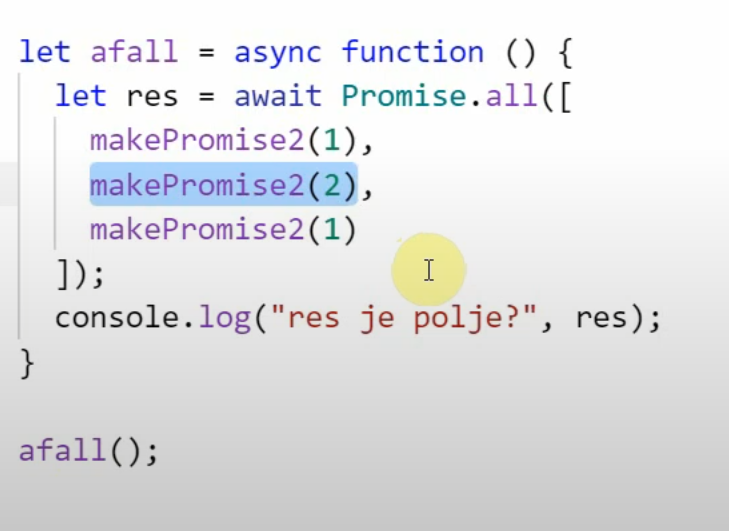 let afall = async function () {
let res = await Promise.all([
makePromise2(1),
makePromise2(2),
makePromise2(1)
]);
console.log("res je polje?", res);
}
afall();